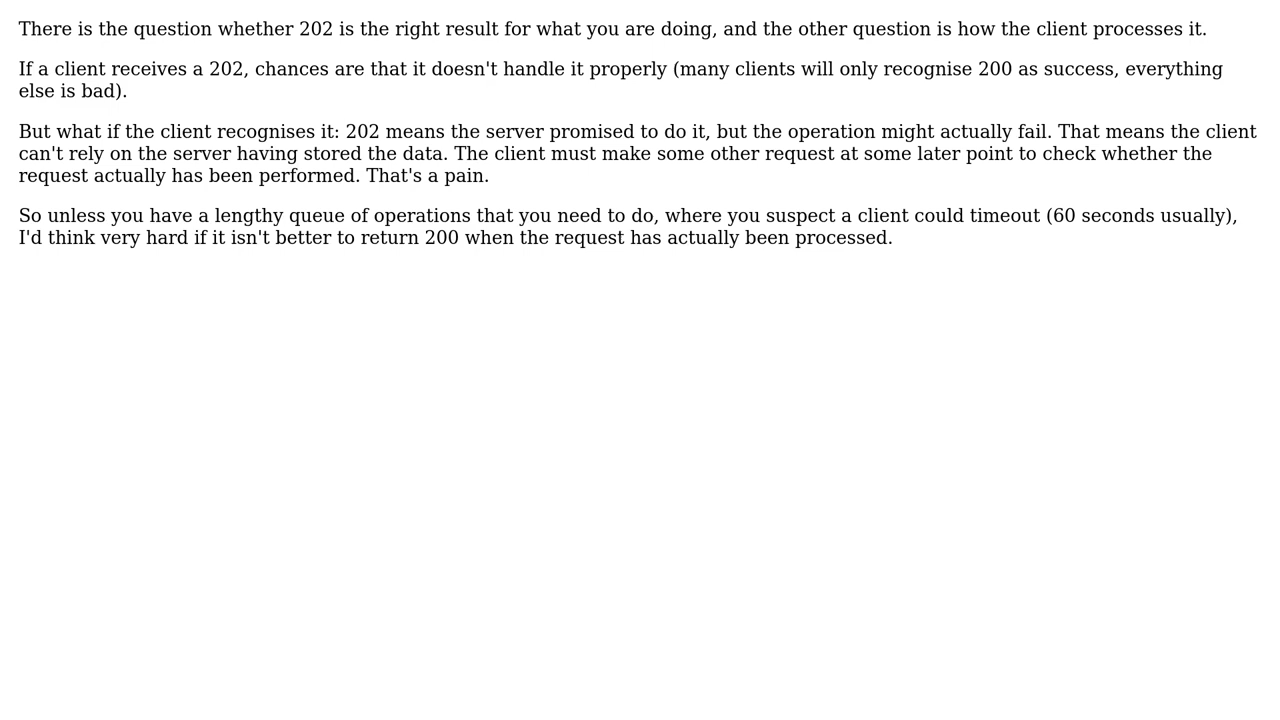 There is the question whether 202 is the right result for what you are doing, and the other question is how the client processes it.
If a client receives a 202, chances are that it doesn't handle it properly (many clients will only recognise 200 as success, everything
else is bad).
But what if the client recognises it: 202 means the server promised to do it, but the operation might actually fail. That means the client
can't rely on the server having stored the data. The client must make some other request at some later point to check whether the
request actually has been performed. That's a pain.
So unless you have a lengthy queue of operations that you need to do, where you suspect a client could timeout (60 seconds usually),
I'd think very hard if it isn't better to return 200 when the request has actually been processed.